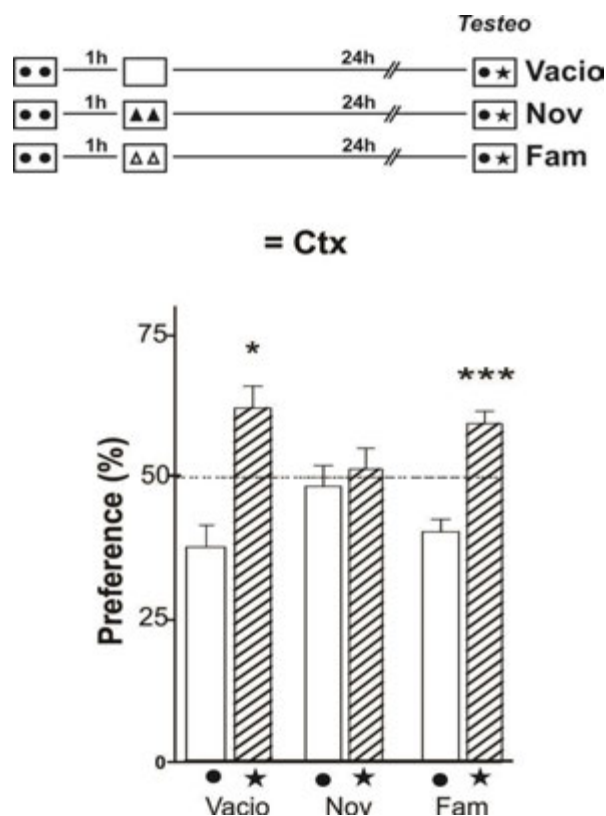 Testeo
1h 24h Vacio
1h 24h Nov
1h 24h Fam
= Ctx
75
50
25
0
Preference (%)
* ***
Vacio Nov Fam